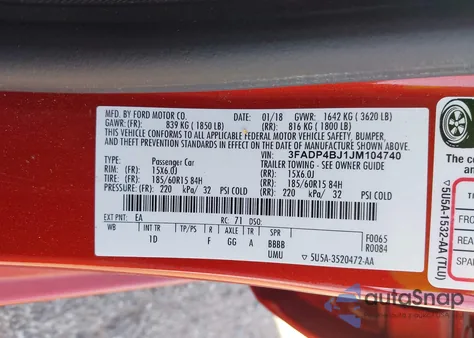 MFD. BY FORD MOTOR CO.
DATE: 01/18 GVWR: 1642 KG ( 3620 LB)
GAWR: (FR): 839 KG ( 1850 LB) (RR): 816 KG ( 1800 LB)
THIS VEHICLE CONFORMS TO ALL APPLICABLE FEDERAL MOTOR VEHICLE SAFETY, BUMPER,
AND THEFT PREVENTION STANDARDS IN EFFECT ON THE DATE OF MANUFACTURE SHOWN ABOVE.
VIN: 3FADP4BJ1JM104740
TYPE: Passenger Car TRAILER TOWING - SEE OWNER GUIDE
RIM: (FR): 15X6.0J (RR): 15X6.0J
TIRE: (FR): 185/60R15 84H (RR): 185/60R15 84H
PRESSURE: (FR): 220 kPa/ 32 PSI COLD (RR): 220 kPa/ 32 PSI COLD
EXT PNT: EA RC: 71 DSO:
WB INT TR TP/PS R AXLE TR SPR F0065
1D F GG A BBBB R0084
UMU ▽ 5U5A-3520472-AA
▽5U5A-1532-AA (TLU)
THE
TI
FRO
REA
SPAR
autoSnap